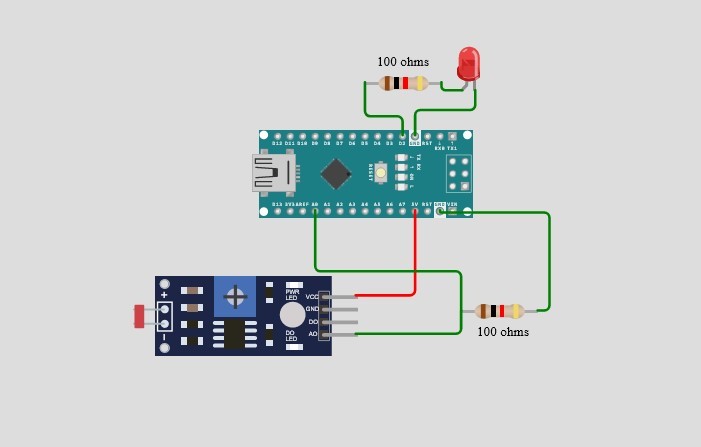 100 ohms
D12 D11 D10 D9 D8 D7 D6 D5 D4 D3 D2 GND RST RX0 TX1
RESET
TX RX
L
D13 3V3 AREF A0 A1 A2 A3 A4 A5 A6 A7 5V RST GND VIN
+
PWR
LED
VCC
GND
DO
AO
DO
LED
–
100 ohms